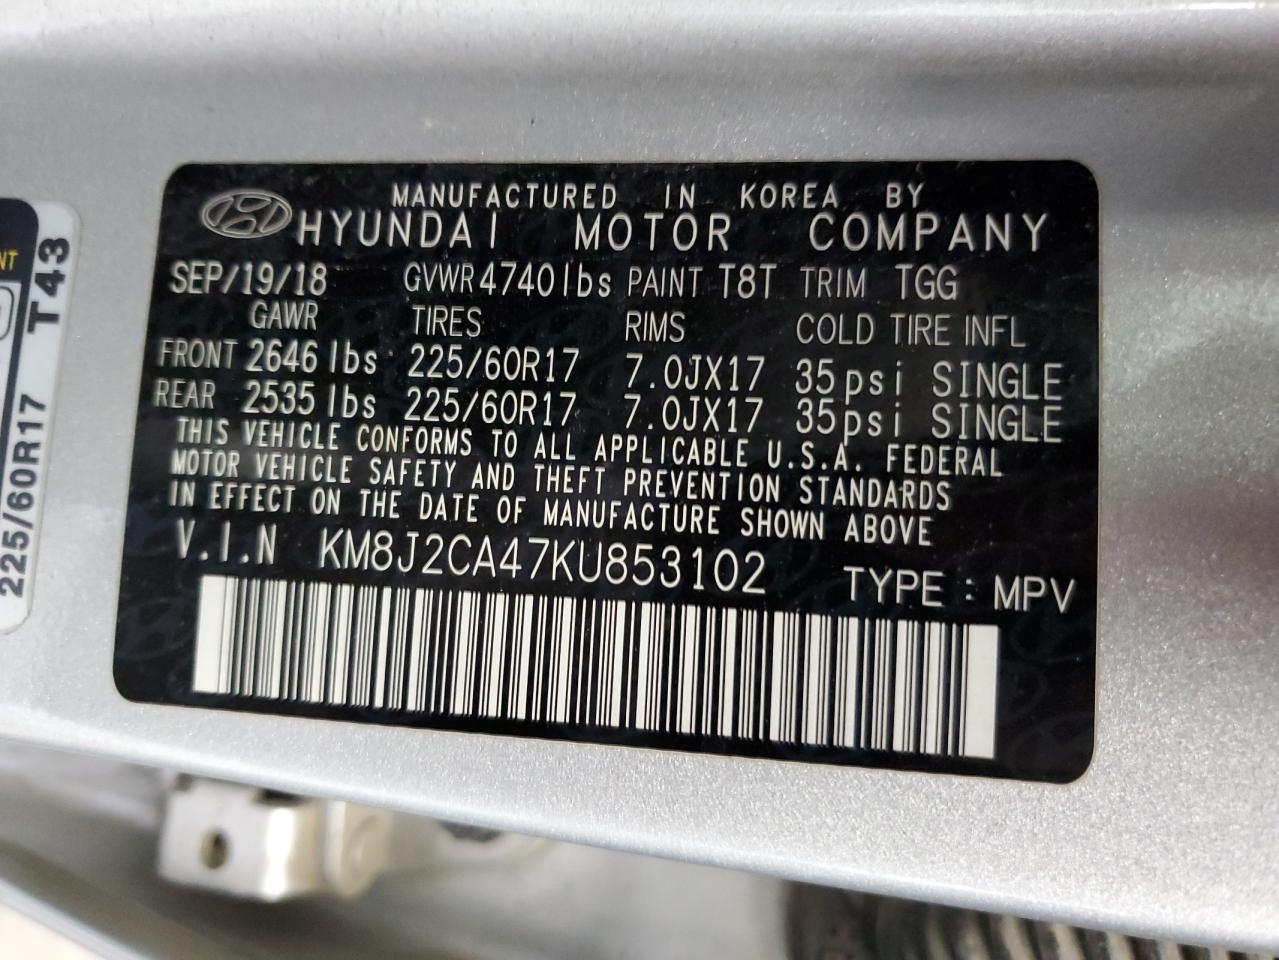 MANUFACTURED IN KOREA BY
HYUNDAI MOTOR COMPANY
SEP/19/18 GVWR 4740lbs PAINT T8T TRIM TGG
GAWR TIRES RIMS COLD TIRE INFL
FRONT 2646 lbs 225/60R17 7.0JX17 35psi SINGLE
REAR 2535 lbs 225/60R17 7.0JX17 35psi SINGLE
THIS VEHICLE CONFORMS TO ALL APPLICABLE U.S.A. FEDERAL
MOTOR VEHICLE SAFETY AND THEFT PREVENTION STANDARDS
IN EFFECT ON THE DATE OF MANUFACTURE SHOWN ABOVE
V.I.N KM8J2CA47KU853102 TYPE : MPV
225/60R17 T43